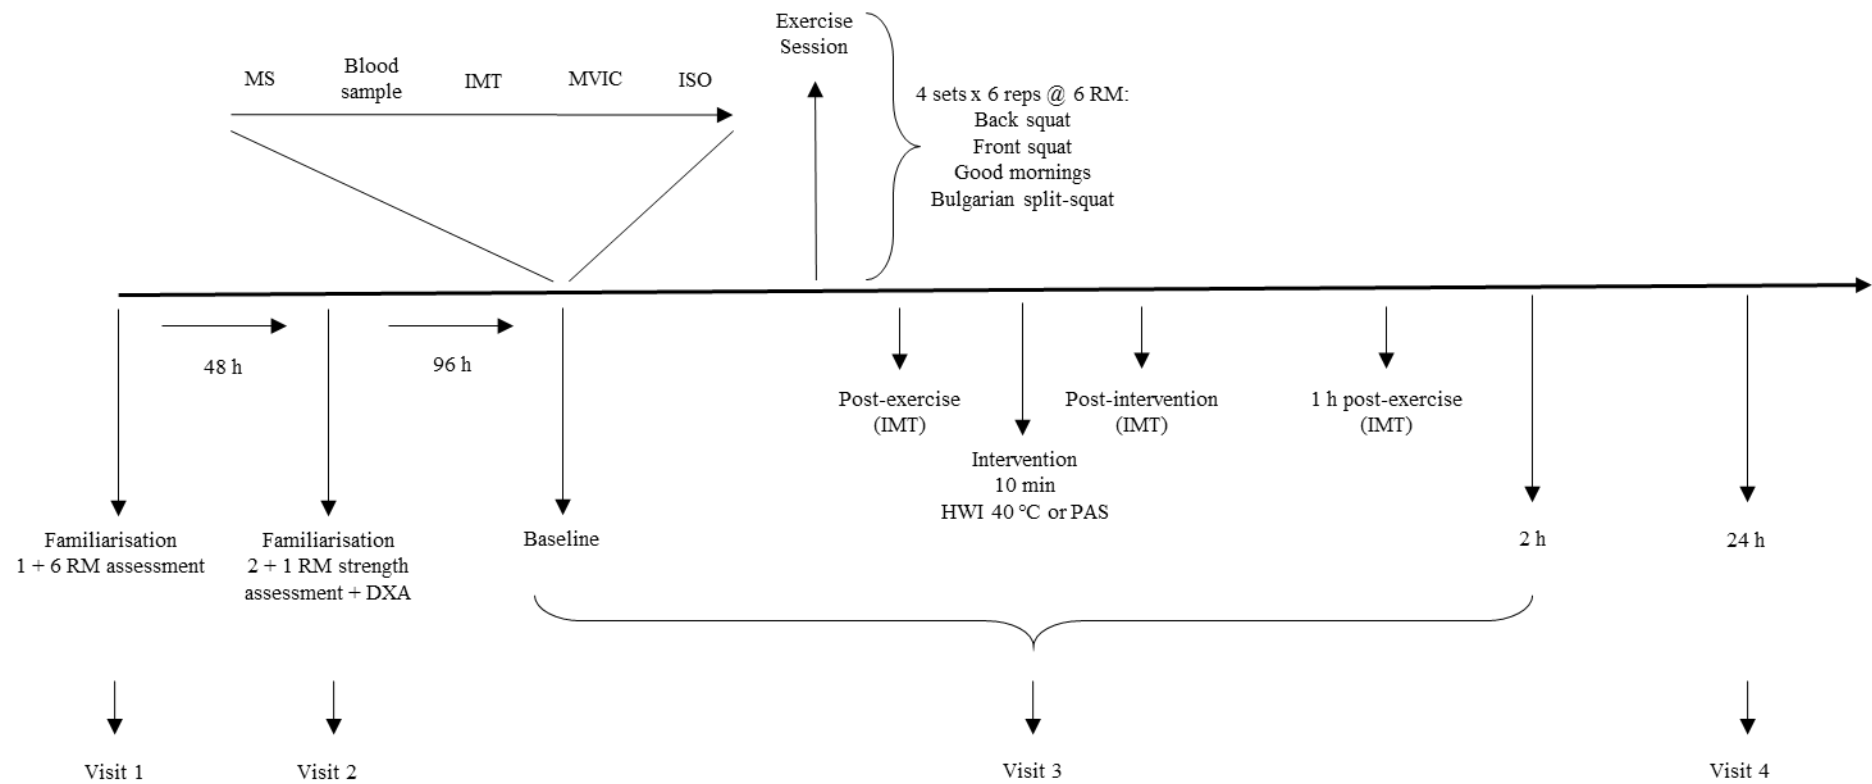 Exercise
Session
MS
Blood
sample
IMT
MVIC
ISO
4 sets x 6 reps @ 6 RM:
Back squat
Front squat
Good mornings
Bulgarian split-squat
48 h
96 h
Post-exercise
(IMT)
Intervention
10 min
HWI 40 °C or PAS
Post-intervention
(IMT)
1 h post-exercise
(IMT)
Familiarisation
1 + 6 RM assessment
Familiarisation
2 + 1 RM strength
assessment + DXA
Baseline
2 h
24 h
Visit 1
Visit 2
Visit 3
Visit 4